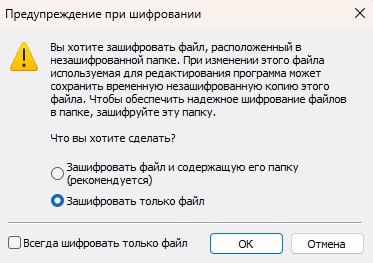 Предупреждение при шифровании
Вы хотите зашифровать файл, расположенный в
незашифрованной папке. При изменении этого файла
используемая для редактирования программа может
сохранить временную незашифрованную копию этого
файла. Чтобы обеспечить надежное шифрование файлов
в папке, зашифруйте эту папку.
Что вы хотите сделать?
Зашифровать файл и содержащую его папку
(рекомендуется)
Зашифровать только файл
Всегда шифровать только файл
ОК
Отмена